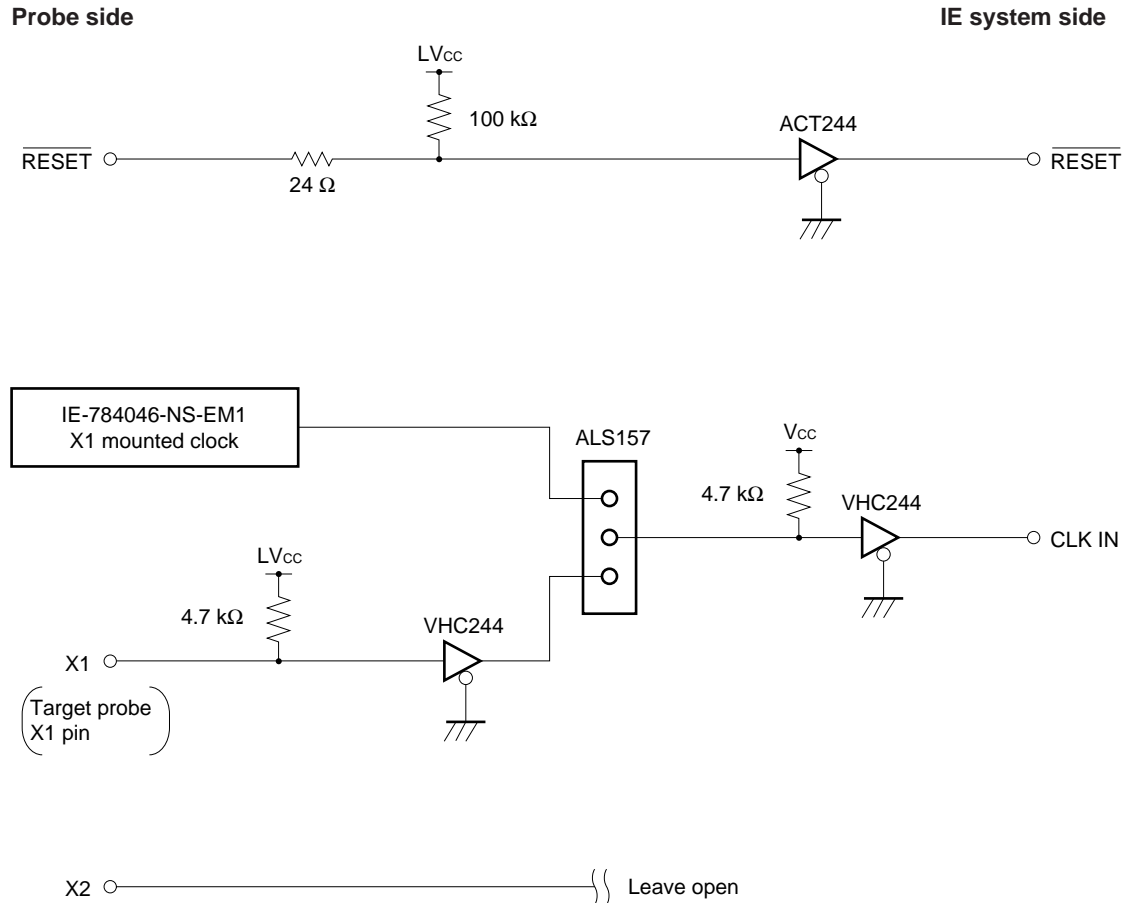 Probe side
IE system side
LVCC
100 kΩ
ACT244
RESET
RESET
24 Ω
IE-784046-NS-EM1
X1 mounted clock
ALS157
VCC
4.7 kΩ
VHC244
CLK IN
LVCC
4.7 kΩ
VHC244
X1
Target probe
X1 pin
X2
Leave open